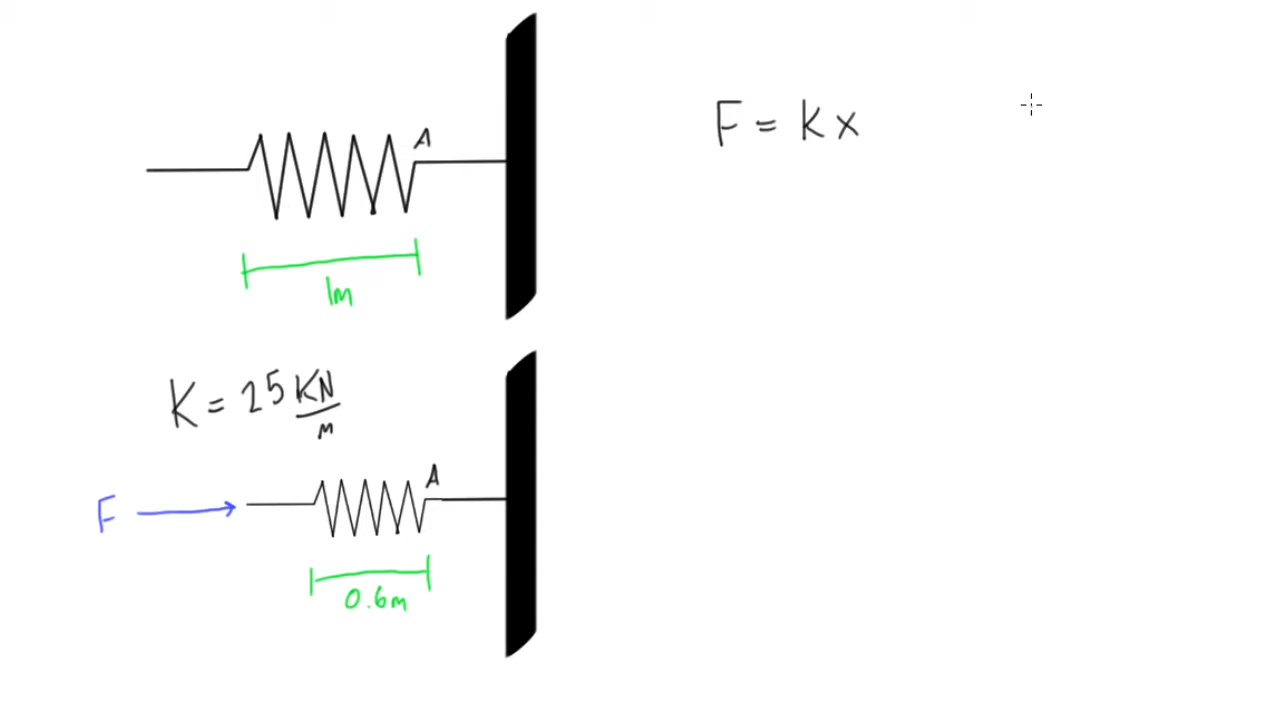 F = Kx
A
1m
K = 25 KN/m
A
F
0.6m